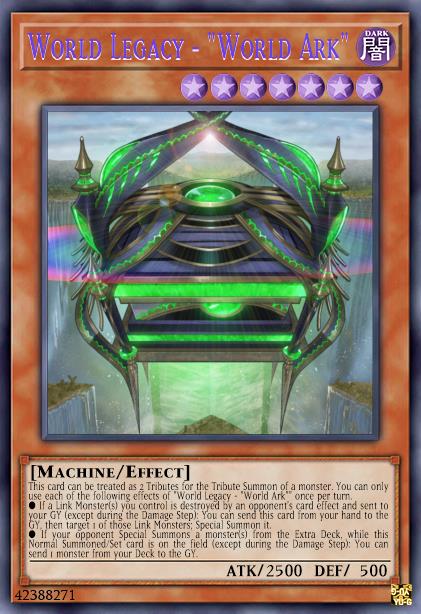 World Legacy - "World Ark"
DARK
闇
[Machine/Effect]
This card can be treated as 2 Tributes for the Tribute Summon of a monster. You can only
use each of the following effects of "World Legacy - "World Ark"" once per turn.
● If a Link Monster(s) you control is destroyed by an opponent's card effect and sent to
your GY (except during the Damage Step): You can send this card from your hand to the
GY, then target 1 of those Link Monsters; Special Summon it.
● If your opponent Special Summons a monster(s) from the Extra Deck, while this
Normal Summoned/Set card is on the field (except during the Damage Step): You can
send 1 monster from your Deck to the GY.
ATK/2500 DEF/ 500
42388271